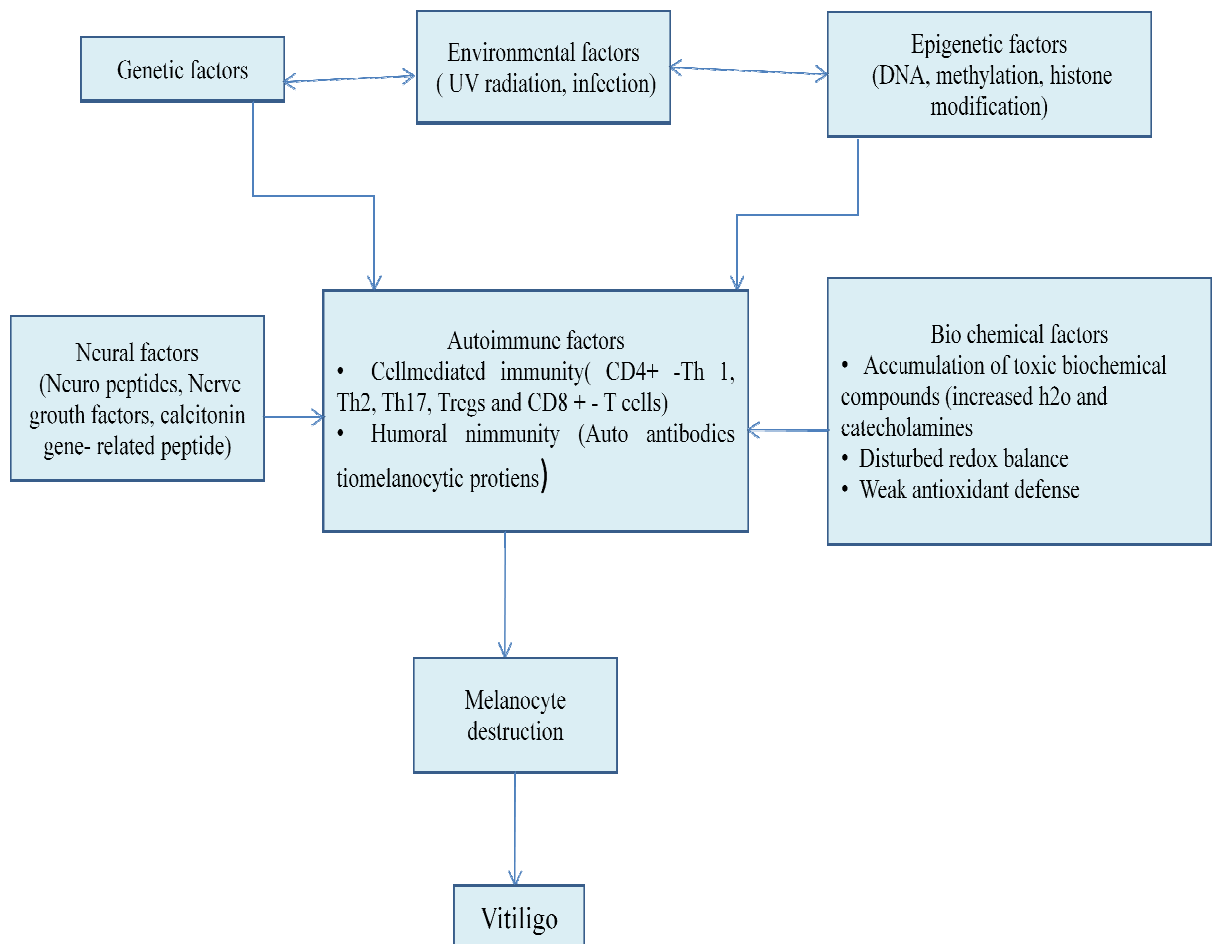 Genetic factors
Environmental factors
( UV radiation, infection)
Epigenetic factors
(DNA, methylation, histone
modification)
Neural factors
(Neuro peptides, Nerve
grouth factors, calcitonin
gene- related peptide)
Autoimmune factors
• Cellmediated immunity( CD4+ -Th 1,
Th2, Th17, Tregs and CD8 + - T cells)
• Humoral nimmunity (Auto antibodies
tiomelanocytic protiens)
Bio chemical factors
• Accumulation of toxic biochemical
compounds (increased h2o and
catecholamines
• Disturbed redox balance
• Weak antioxidant defense
Melanocyte
destruction
Vitiligo